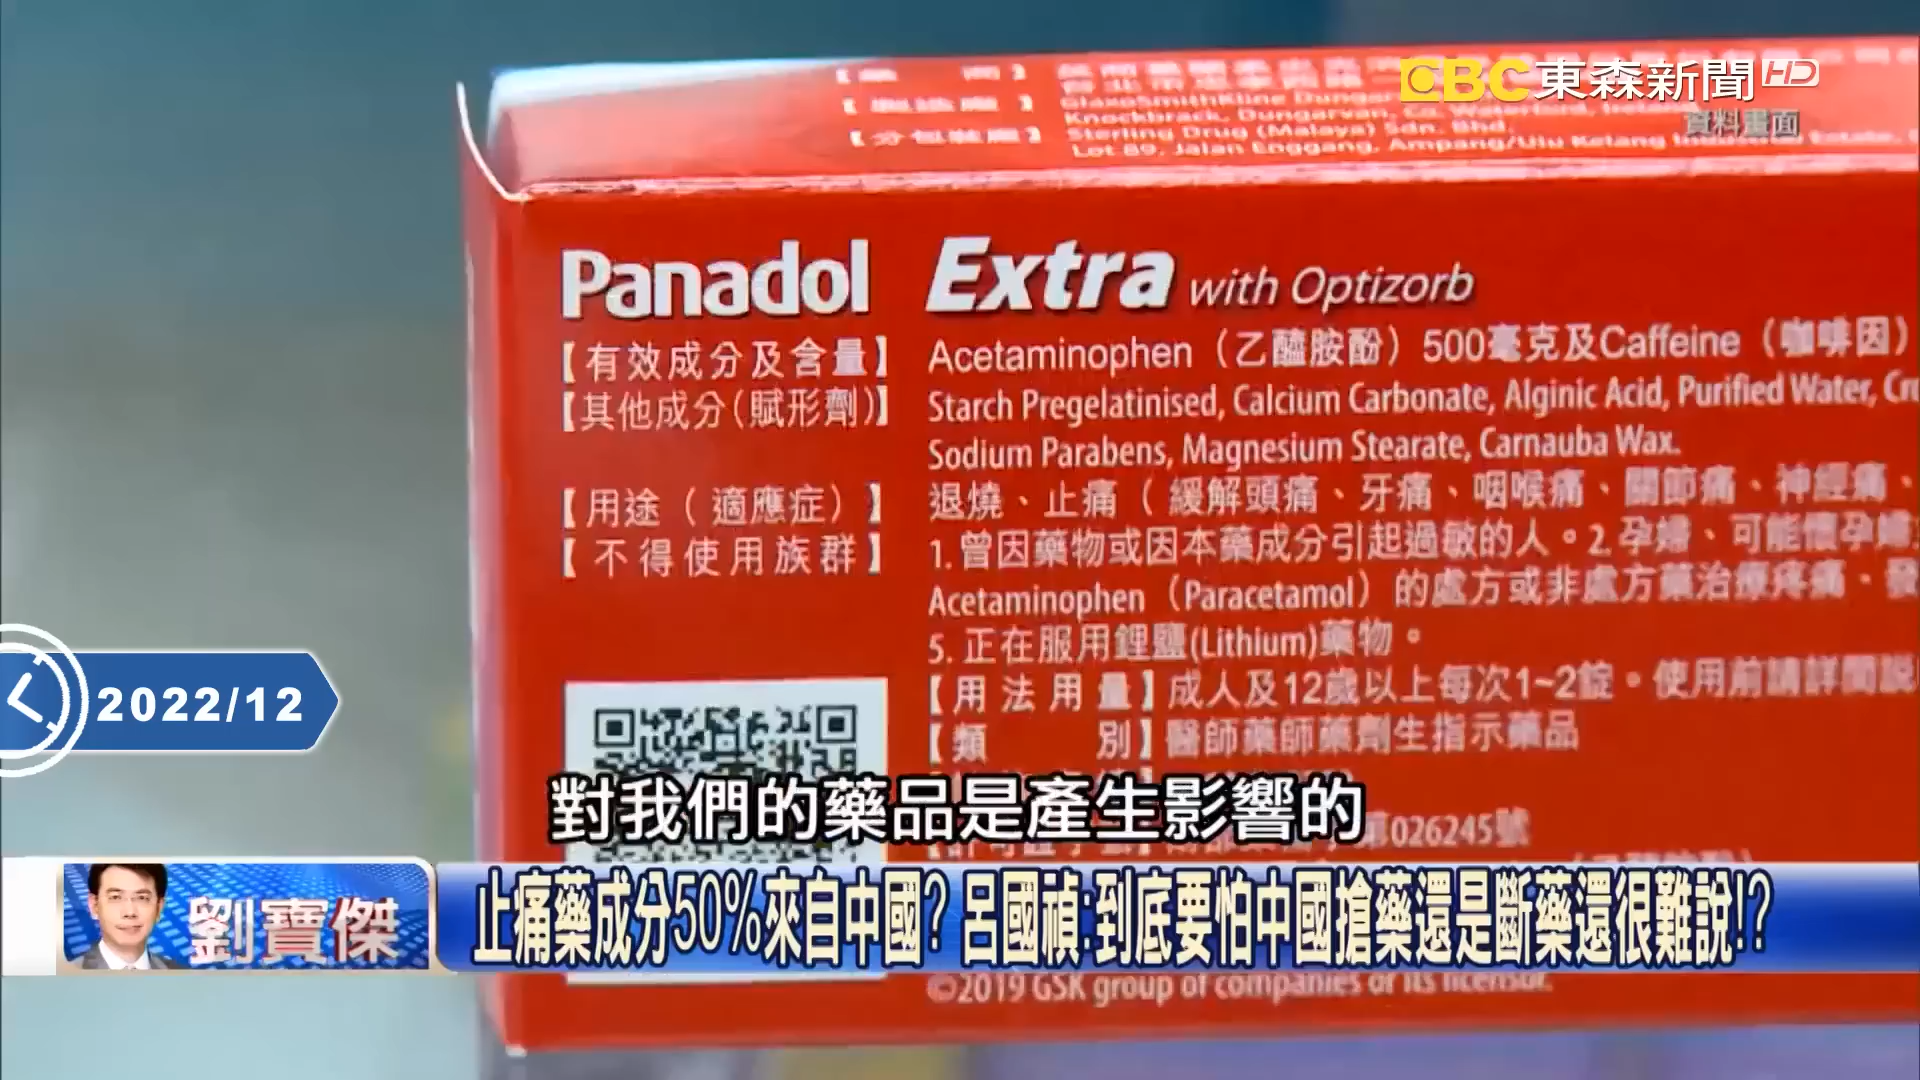 EBC 東森新聞 HD
資料畫面
GlaxoSmithKline Dungar
Knockbrack, Dungarvan, Co. Waterford,
Sterling Drug (Malaya) Sdn. Bhd.
Lot 89, Jalan Enggang, Ampang/Ulu Kelang Industrial Estate,
Panadol Extra with Optizorb
【有效成分及含量】 Acetaminophen（乙醯胺酚）500毫克及Caffeine（咖啡因）
【其他成分(賦形劑)】 Starch Pregelatinised, Calcium Carbonate, Alginic Acid, Purified Water,
Sodium Parabens, Magnesium Stearate, Carnauba Wax.
【用途（適應症）】 退燒、止痛（緩解頭痛、牙痛、咽喉痛、關節痛、神經痛、
【不得使用族群】 1. 曾因藥物或因本藥成分引起過敏的人。2. 孕婦、可能懷孕婦
Acetaminophen（Paracetamol）的處方或非處方藥治療疼痛、發
5. 正在服用鋰鹽(Lithium)藥物。
【用法用量】成人及12歲以上每次1~2錠。使用前請詳閱說
【類別】醫師藥師藥劑生指示藥品
2022/12
對我們的藥品是產生影響的
第026245號
劉寶傑
止痛藥成分50%來自中國? 呂國禎:到底要怕中國搶藥還是斷藥還很難說!?
©2019 GSK group of companies or its licensor.